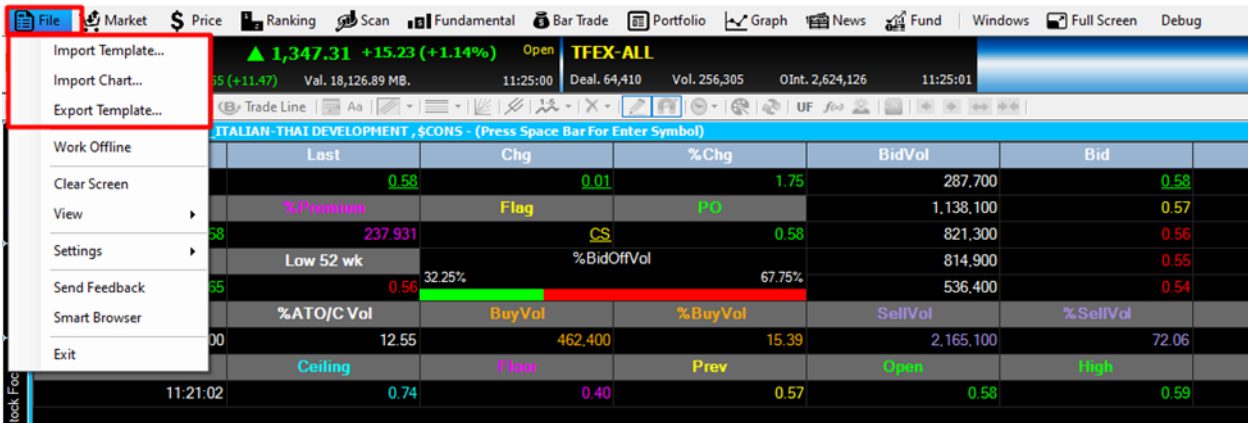 File Market Price Ranking Scan Fundamental Bar Trade Portfolio Graph News Fund Windows Full Screen Debug
Import Template...
Import Chart...
Export Template...
Work Offline
Clear Screen
View
Settings
Send Feedback
Smart Browser
Exit
▲ 1,347.31 +15.23 (+1.14%) Open TFEX-ALL
(+11.47) Val. 18,126.89 MB. 11:25:00 Deal. 64,410 Vol. 256,305 OInt. 2,624,126 11:25:01
Trade Line Aa UF f(x)
ITALIAN-THAI DEVELOPMENT , $CONS - (Press Space Bar For Enter Symbol)
Last Chg %Chg BidVol Bid
0.58 0.01 1.75 287,700 0.58
%Premium Flag PO 1,138,100 0.57
58 237.931 CS 0.58 821,300 0.56
Low 52 wk %BidOffVol 814,900 0.55
65 0.56 32.25% 67.75% 536,400 0.54
%ATO/C Vol BuyVol %BuyVol SellVol %SellVol
00 12.55 462,400 15.39 2,165,100 72.06
Ceiling Floor Prev Open High
11:21:02 0.74 0.40 0.57 0.58 0.59
tock Foc